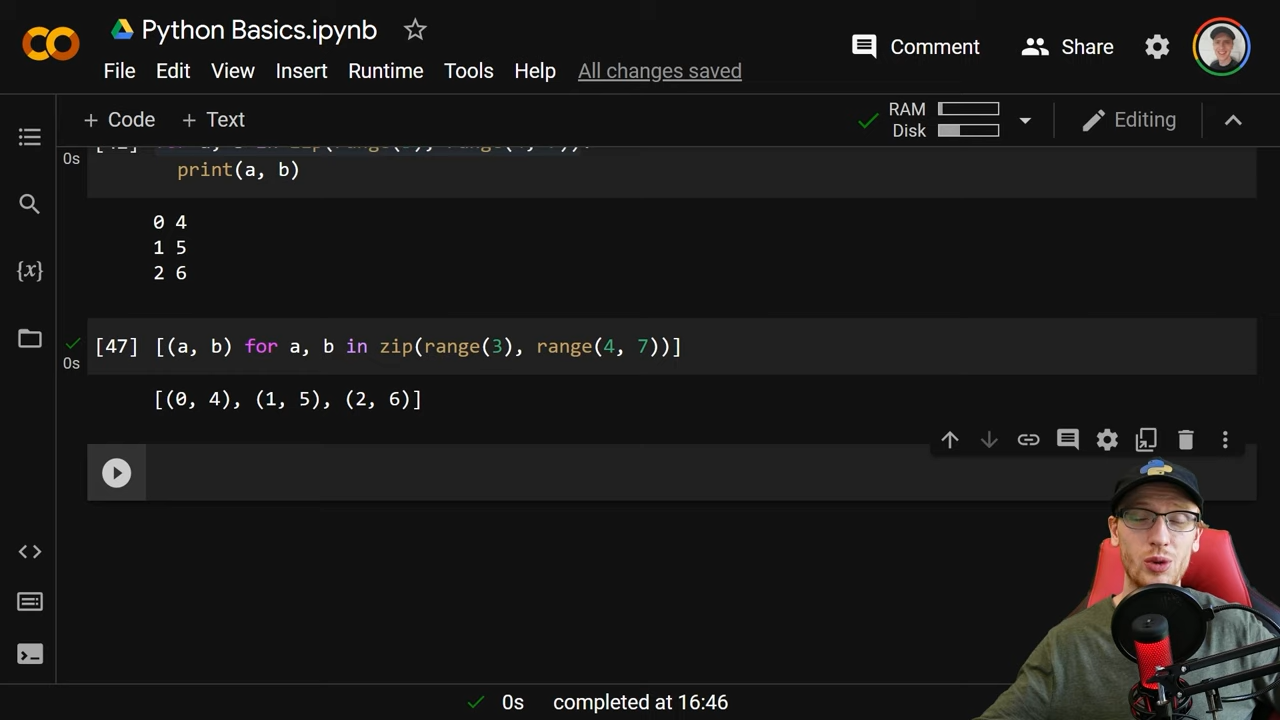 Python Basics.ipynb
Comment
Share
File Edit View Insert Runtime Tools Help All changes saved
+ Code + Text
RAM
Disk
Editing
0s
print(a, b)
0 4
1 5
2 6
[47] [(a, b) for a, b in zip(range(3), range(4, 7))]
0s
[(0, 4), (1, 5), (2, 6)]
{x}
0s completed at 16:46